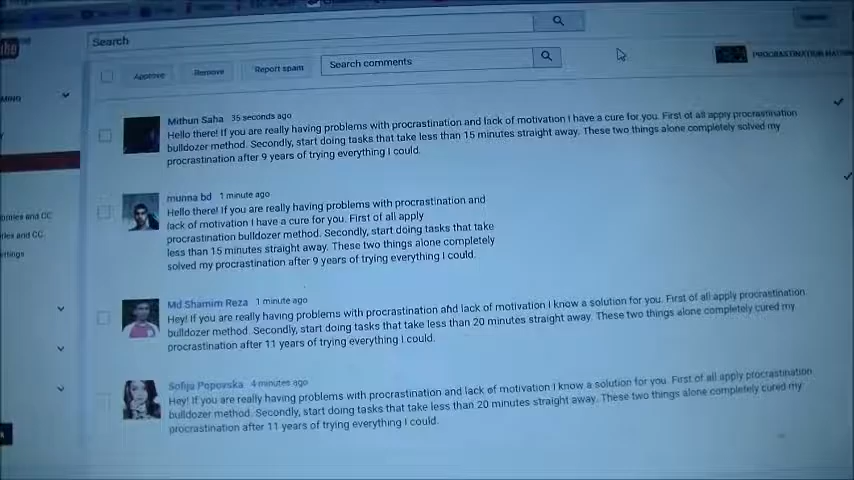 Search
Approve
Remove
Report spam
Search comments
PROCRASTINATION
Mithun Saha 35 seconds ago
Hello there! If you are really having problems with procrastination and lack of motivation I have a cure for you. First of all apply procrastination
bulldozer method. Secondly, start doing tasks that take less than 15 minutes straight away. These two things alone completely solved my
procrastination after 9 years of trying everything I could.
munna bd 1 minute ago
Hello there! If you are really having problems with procrastination and
lack of motivation I have a cure for you. First of all apply
procrastination bulldozer method. Secondly, start doing tasks that take
less than 15 minutes straight away. These two things alone completely
solved my procrastination after 9 years of trying everything I could.
Md Shamim Reza 1 minute ago
Hey! If you are really having problems with procrastination and lack of motivation I know a solution for you. First of all apply procrastination
bulldozer method. Secondly, start doing tasks that take less than 20 minutes straight away. These two things alone completely cured my
procrastination after 11 years of trying everything I could.
Sofija Popovska 4 minutes ago
Hey! If you are really having problems with procrastination and lack of motivation I know a solution for you. First of all apply procrastination
bulldozer method. Secondly, start doing tasks that take less than 20 minutes straight away. These two things alone completely cured my
procrastination after 11 years of trying everything I could.
and CC
and CC